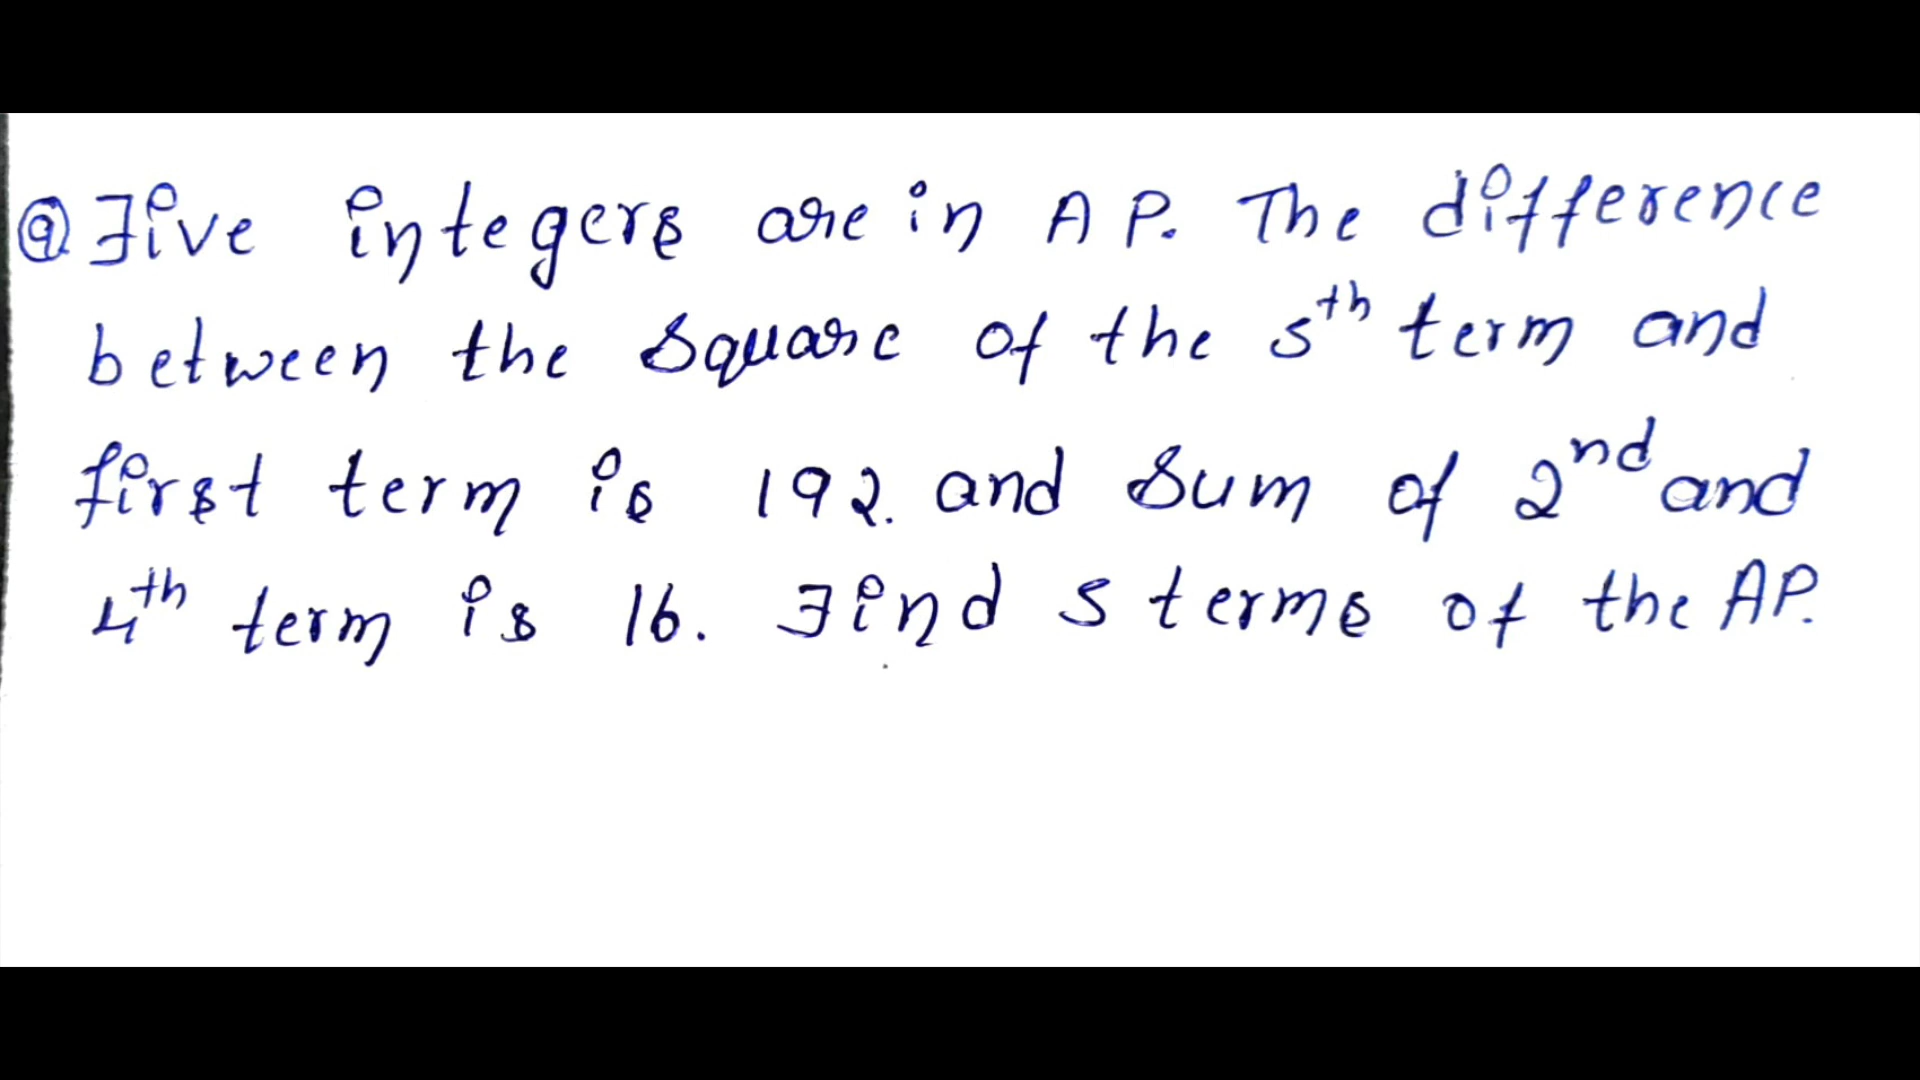 Q Five integers are in AP. The difference
between the square of the 5th term and
first term is 192. and sum of 2nd and
4th term is 16. Find 5 terms of the AP.